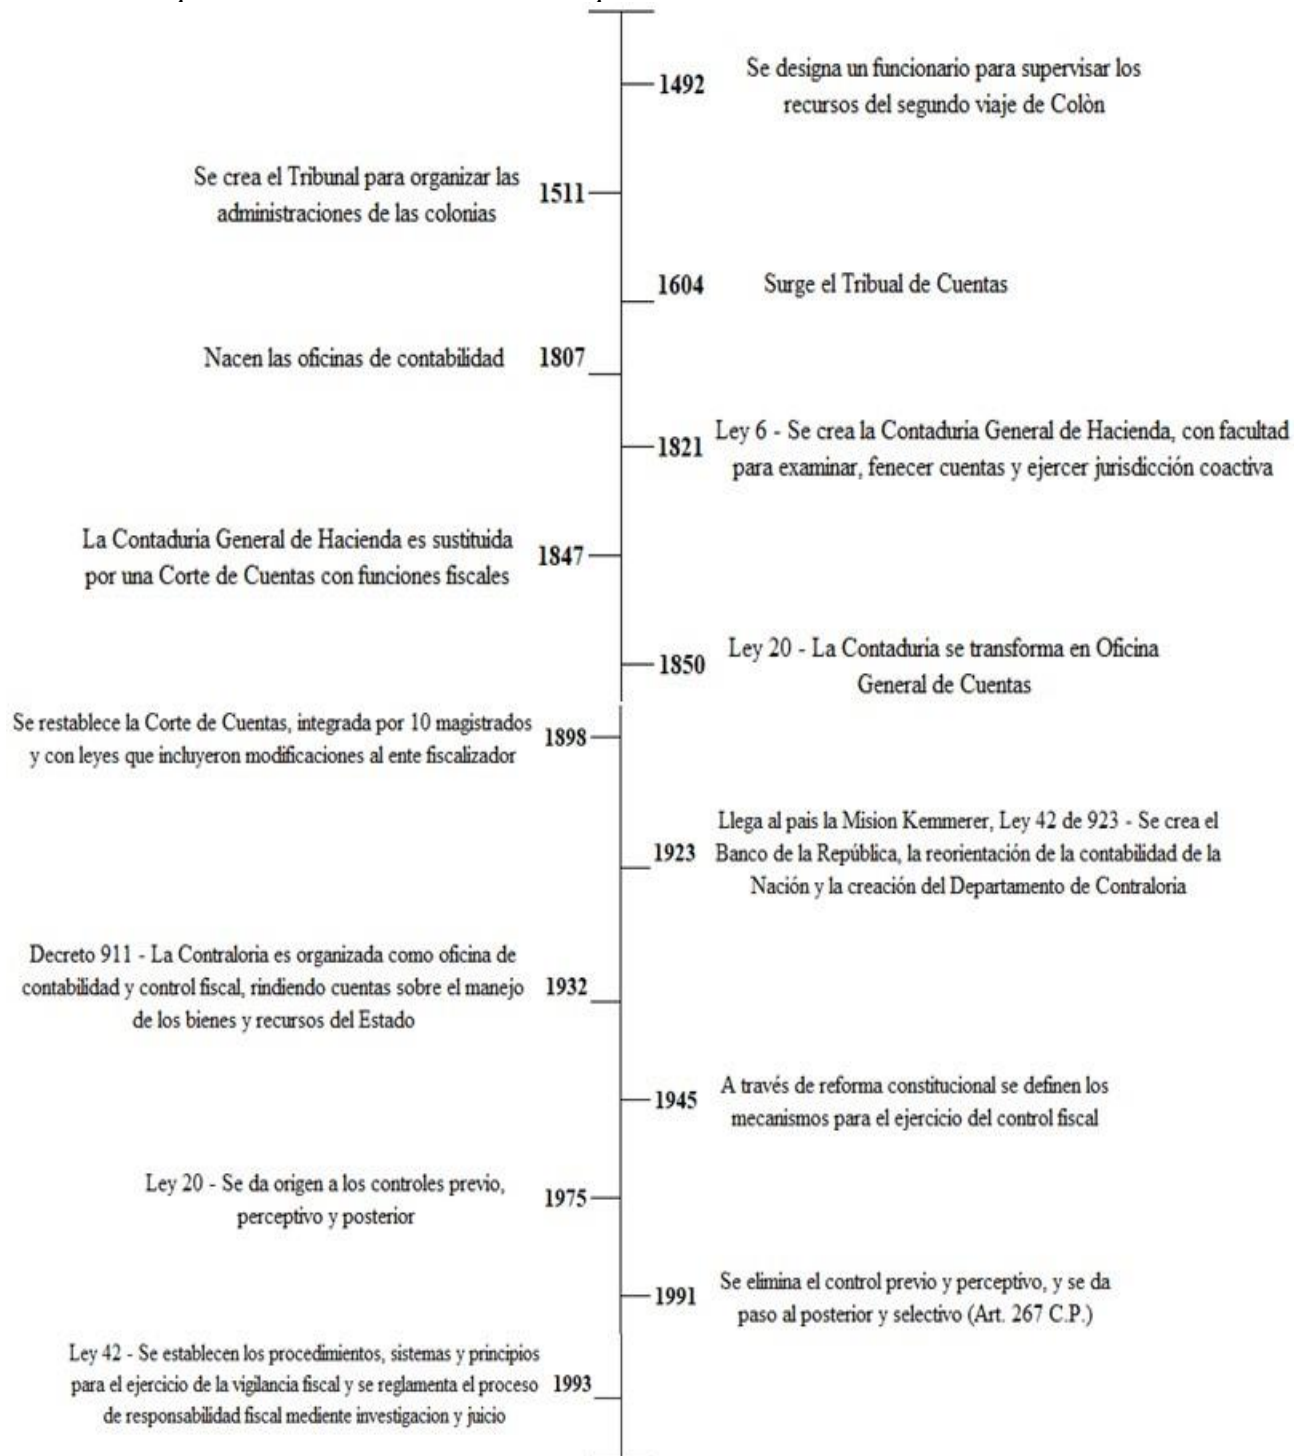 1492
Se designa un funcionario para supervisar los
recursos del segundo viaje de Colòn
Se crea el Tribunal para organizar las
administraciones de las colonias
1511
1604
Surge el Tribual de Cuentas
Nacen las oficinas de contabilidad
1807
1821
Ley 6 - Se crea la Contaduria General de Hacienda, con facultad
para examinar, fenecer cuentas y ejercer jurisdicción coactiva
La Contaduria General de Hacienda es sustituida
por una Corte de Cuentas con funciones fiscales
1847
1850
Ley 20 - La Contaduria se transforma en Oficina
General de Cuentas
Se restablece la Corte de Cuentas, integrada por 10 magistrados
y con leyes que incluyeron modificaciones al ente fiscalizador
1898
1923
Llega al pais la Mision Kemmerer, Ley 42 de 923 - Se crea el
Banco de la República, la reorientación de la contabilidad de la
Nación y la creación del Departamento de Contraloria
Decreto 911 - La Contraloria es organizada como oficina de
contabilidad y control fiscal, rindiendo cuentas sobre el manejo
de los bienes y recursos del Estado
1932
1945
A través de reforma constitucional se definen los
mecanismos para el ejercicio del control fiscal
Ley 20 - Se da origen a los controles previo,
perceptivo y posterior
1975
1991
Se elimina el control previo y perceptivo, y se da
paso al posterior y selectivo (Art. 267 C.P.)
Ley 42 - Se establecen los procedimientos, sistemas y principios
para el ejercicio de la vigilancia fiscal y se reglamenta el proceso
de responsabilidad fiscal mediente investigacion y juicio
1993